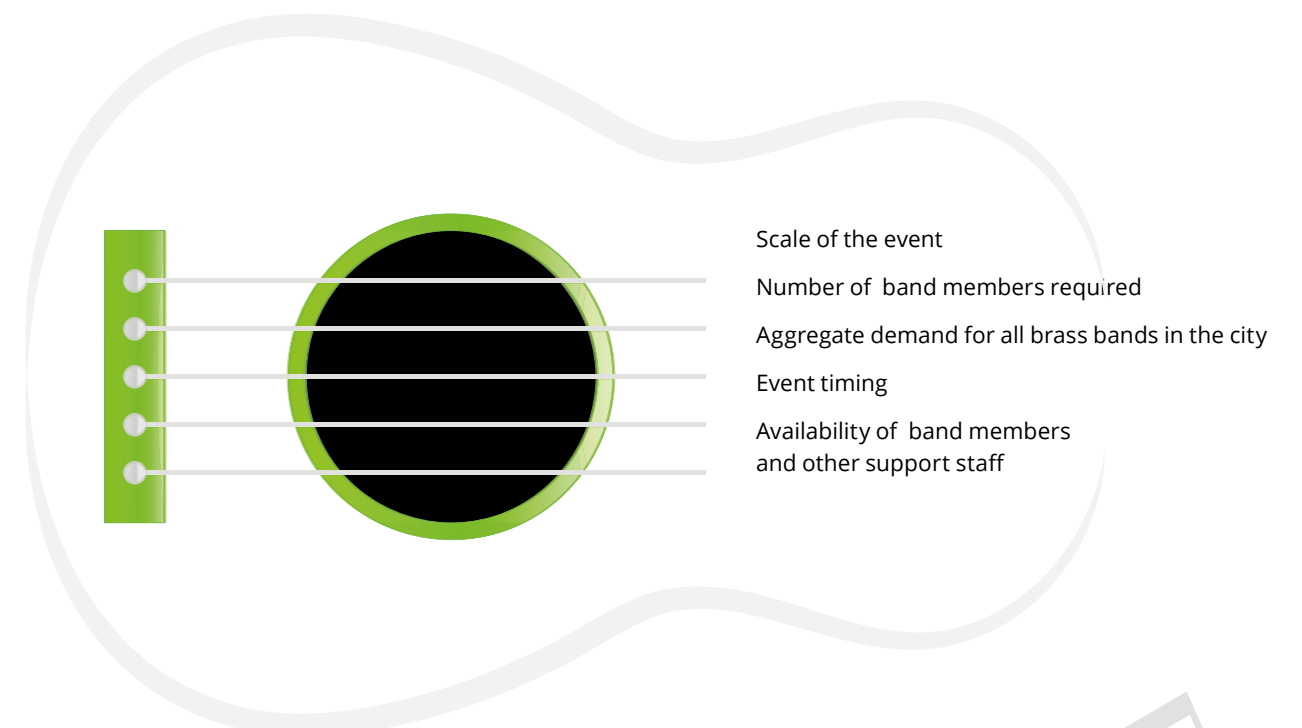 Scale of the event
Number of band members required
Aggregate demand for all brass bands in the city
Event timing
Availability of band members
and other support staff